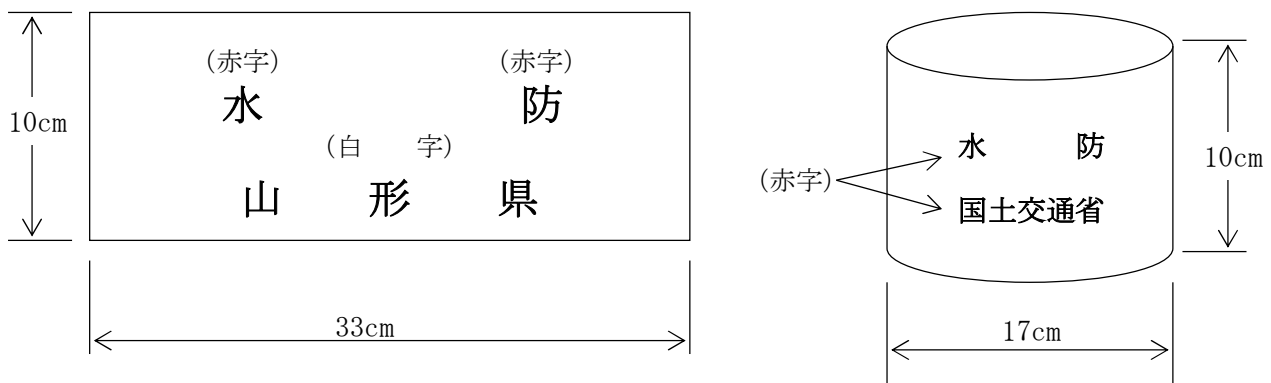 (赤字) (赤字)
水 防
(白 字)
山 形 県
10cm
33cm
水 防
(赤字)
国土交通省
10cm
17cm